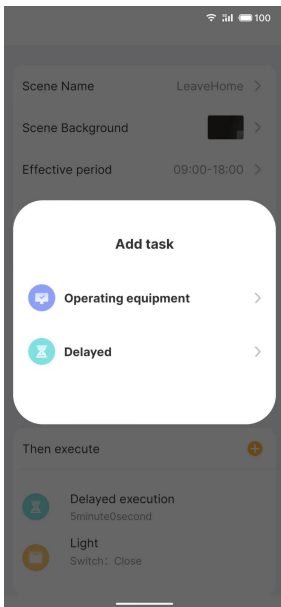 100
Scene Name LeaveHome
Scene Background
Effective period 09:00-18:00
Add task
Operating equipment
Delayed
Then execute
Delayed execution
5minute0second
Light
Switch: Close